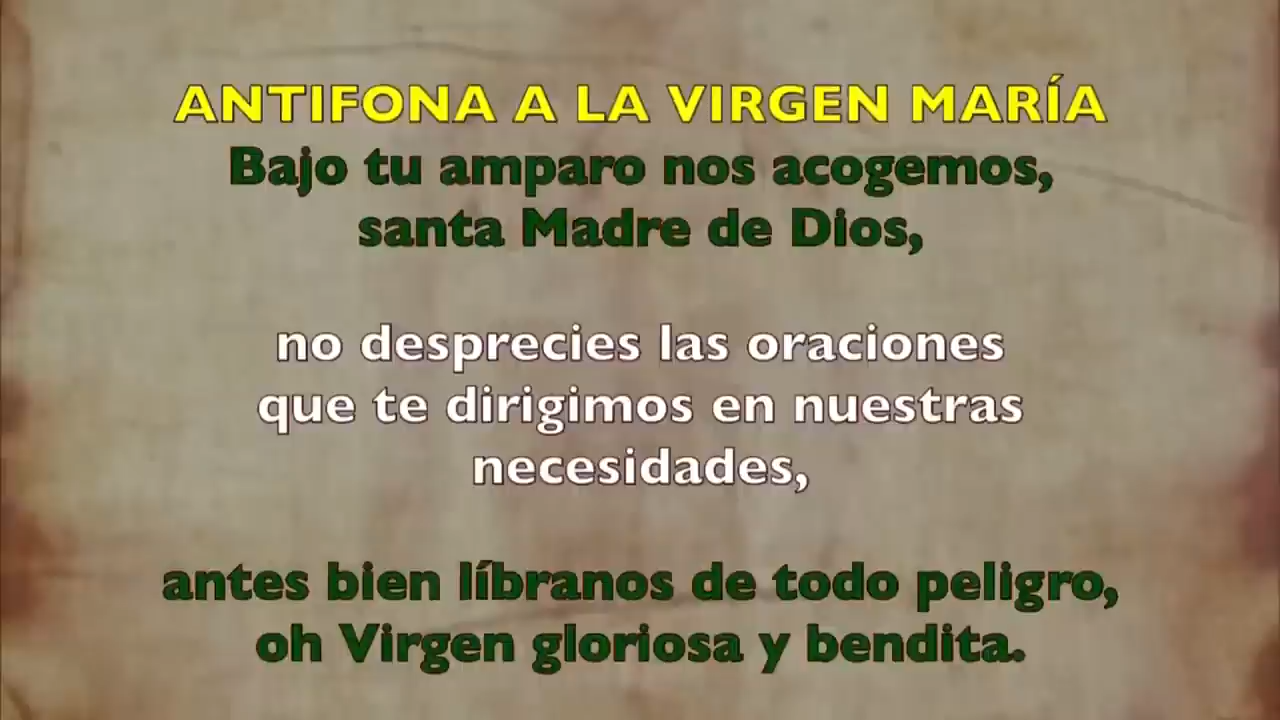 ANTIFONA A LA VIRGEN MARÍA
Bajo tu amparo nos acogemos,
santa Madre de Dios,
no desprecies las oraciones
que te dirigimos en nuestras
necesidades,
antes bien líbranos de todo peligro,
oh Virgen gloriosa y bendita.